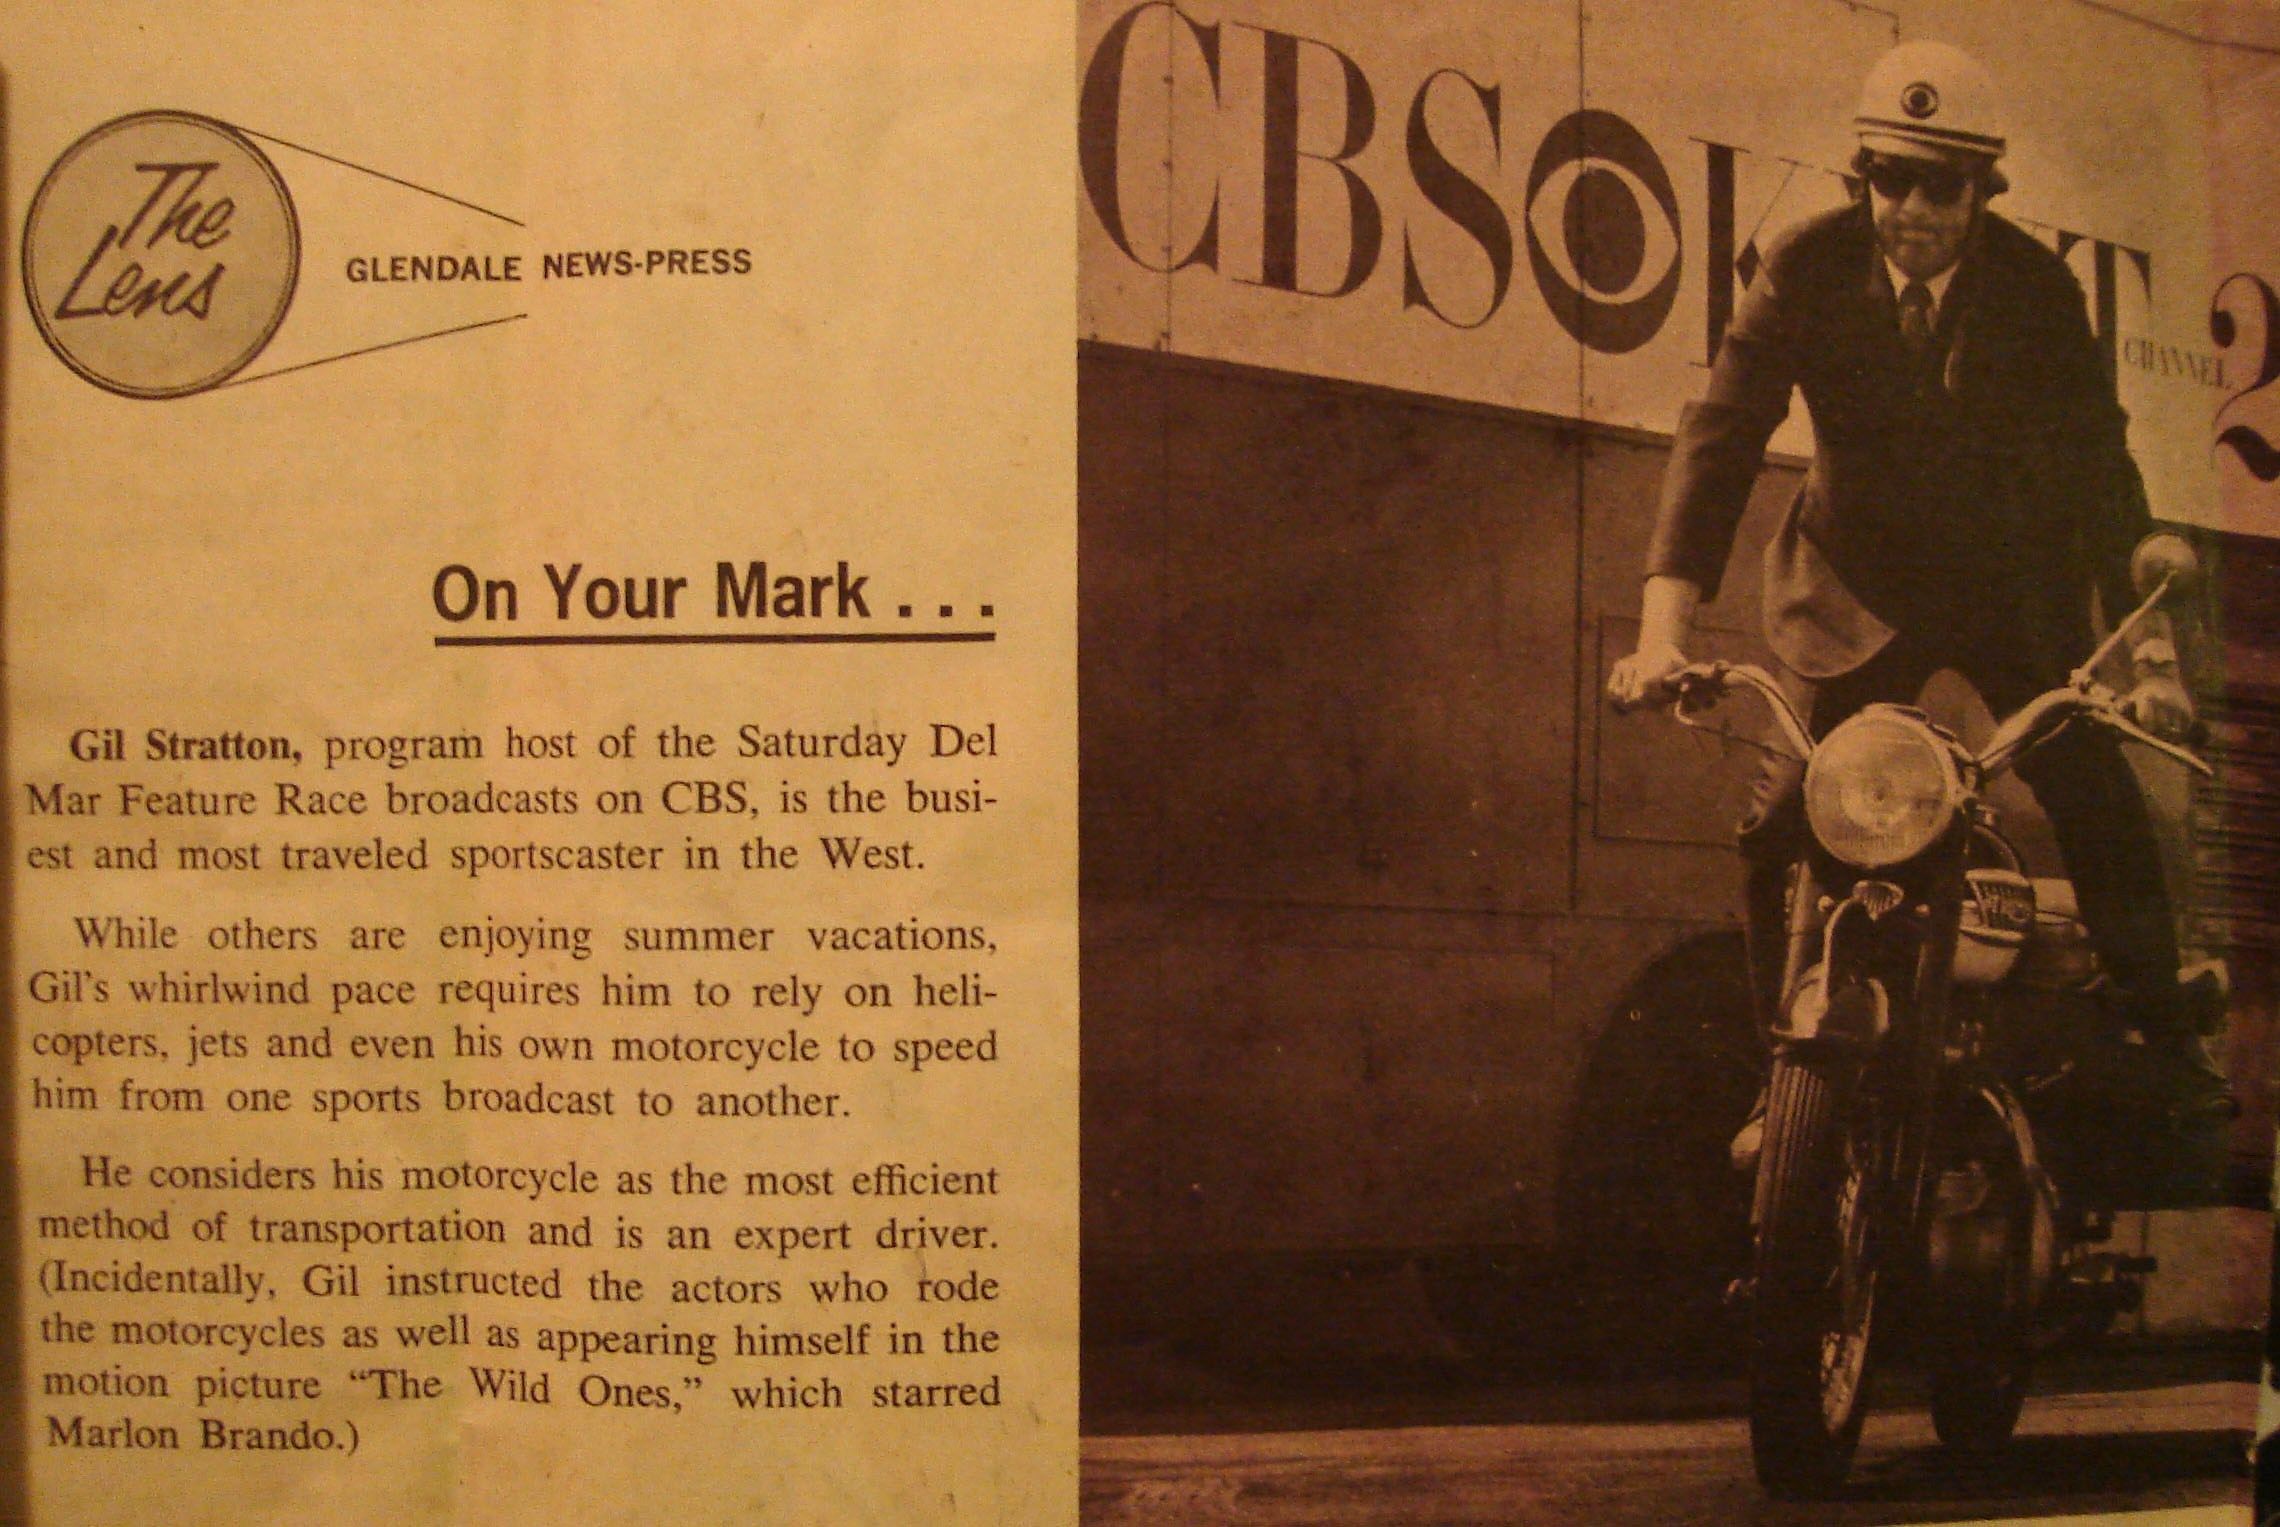 The
Lens
GLENDALE NEWS-PRESS
On Your Mark . . .
Gil Stratton, program host of the Saturday Del
Mar Feature Race broadcasts on CBS, is the busi-
est and most traveled sportscaster in the West.
While others are enjoying summer vacations,
Gil's whirlwind pace requires him to rely on heli-
copters, jets and even his own motorcycle to speed
him from one sports broadcast to another.
He considers his motorcycle as the most efficient
method of transportation and is an expert driver.
(Incidentally, Gil instructed the actors who rode
the motorcycles as well as appearing himself in the
motion picture “The Wild Ones,” which starred
Marlon Brando.)
CBS K T
CHANNEL 2